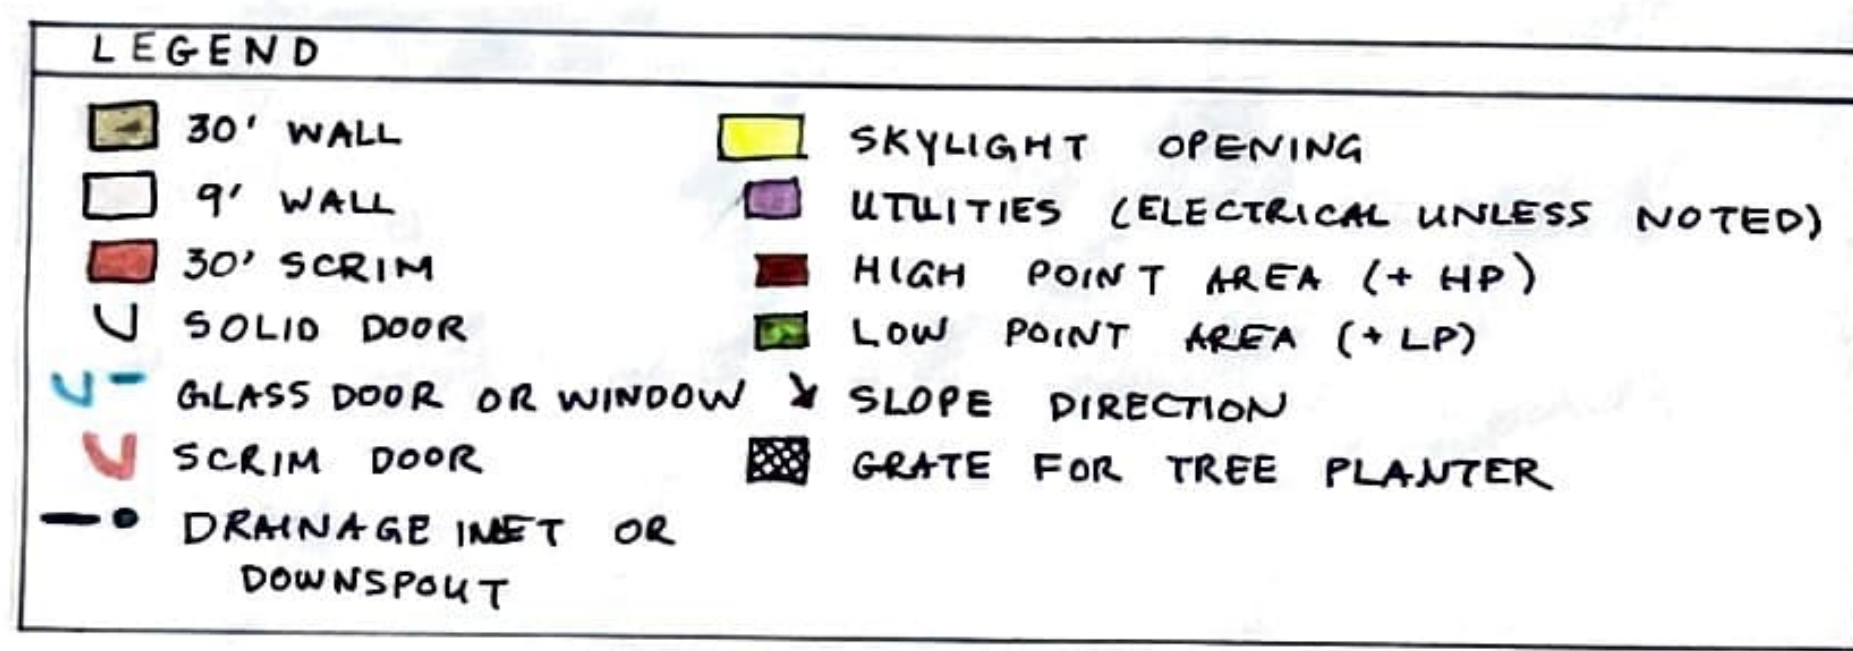 LEGEND
30' WALL
9' WALL
30' SCRIM
SOLID DOOR
GLASS DOOR OR WINDOW
SCRIM DOOR
DRAINAGE INLET OR
DOWNSPOUT
SKYLIGHT OPENING
UTILITIES (ELECTRICAL UNLESS NOTED)
HIGH POINT AREA (+ HP)
LOW POINT AREA (+ LP)
SLOPE DIRECTION
GRATE FOR TREE PLANTER